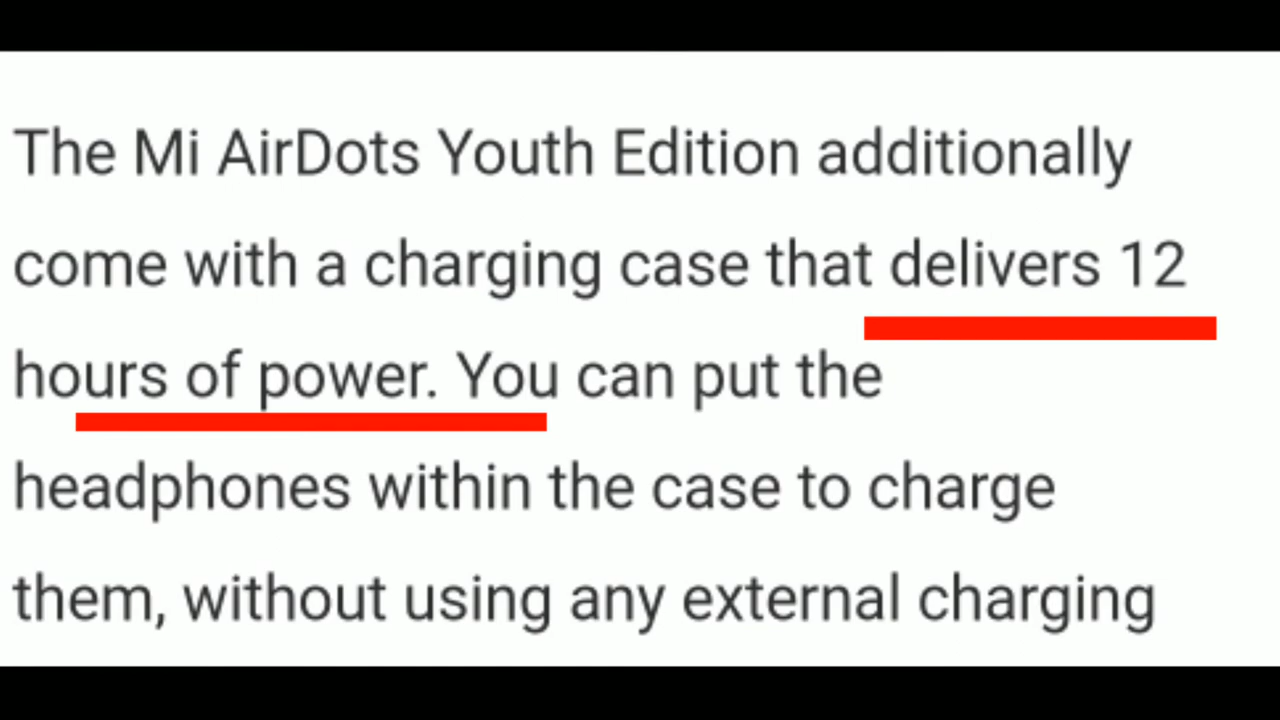 The Mi AirDots Youth Edition additionally
come with a charging case that delivers 12
hours of power. You can put the
headphones within the case to charge
them, without using any external charging